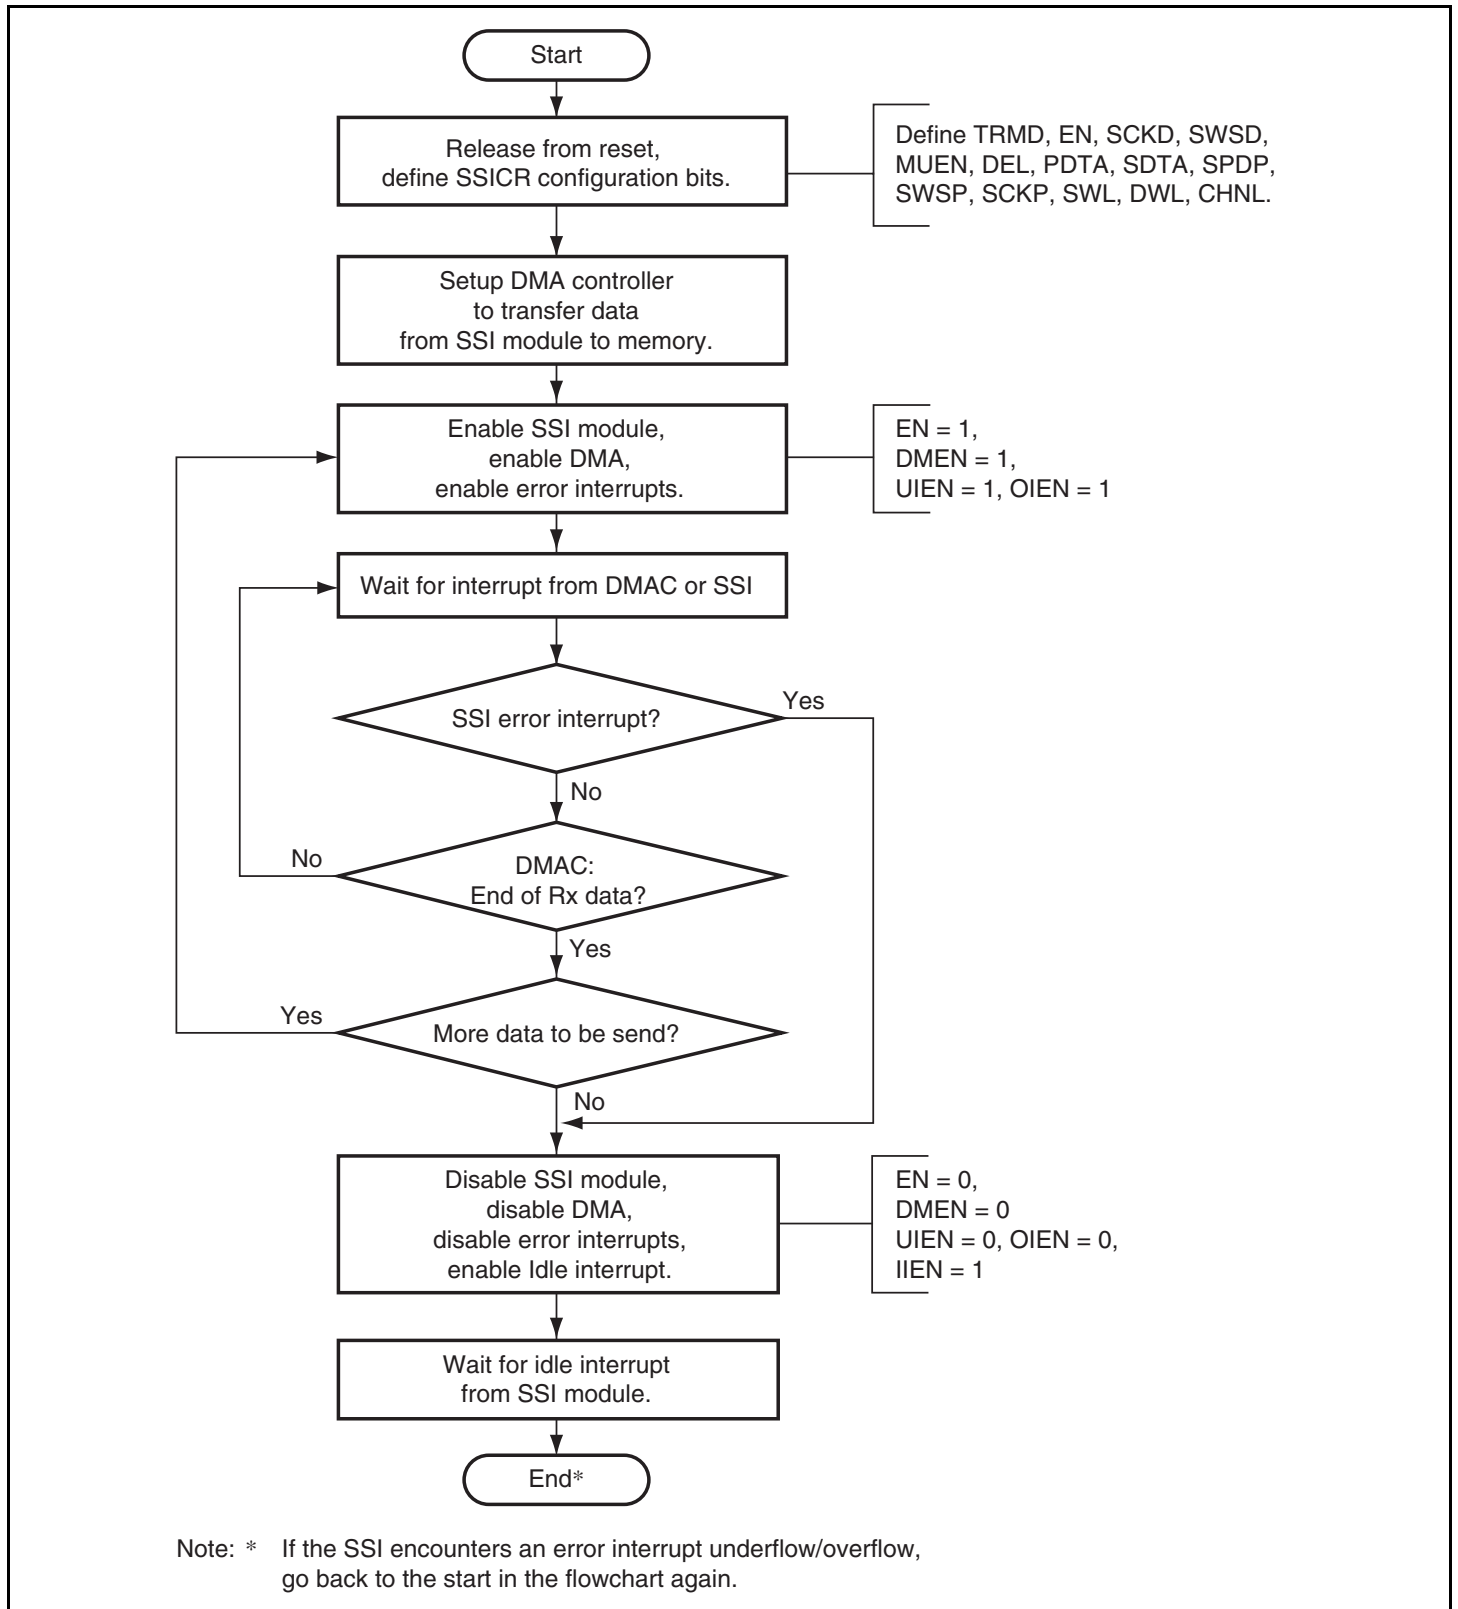 Start
Release from reset,
define SSICR configuration bits.
Define TRMD, EN, SCKD, SWSD,
MUEN, DEL, PDTA, SDTA, SPDP,
SWSP, SCKP, SWL, DWL, CHNL.
Setup DMA controller
to transfer data
from SSI module to memory.
Enable SSI module,
enable DMA,
enable error interrupts.
EN = 1,
DMEN = 1,
UIEN = 1, OIEN = 1
Wait for interrupt from DMAC or SSI
SSI error interrupt?
Yes
No
DMAC:
End of Rx data?
No
Yes
More data to be send?
Yes
No
Disable SSI module,
disable DMA,
disable error interrupts,
enable Idle interrupt.
EN = 0,
DMEN = 0
UIEN = 0, OIEN = 0,
IIEN = 1
Wait for idle interrupt
from SSI module.
End*
Note: * If the SSI encounters an error interrupt underflow/overflow,
go back to the start in the flowchart again.